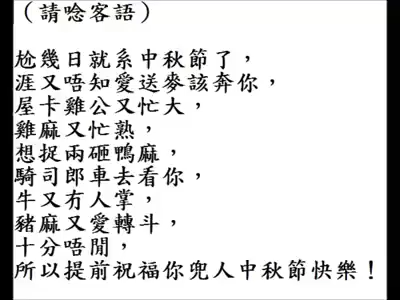 （請唸客語）
尬幾日就系中秋節了，
涯又唔知愛送麥該奔你，
屋卡雞公又忙大，
雞麻又忙熟，
想捉兩砸鴨麻，
騎司郎車去看你，
牛又冇人掌，
豬麻又愛轉斗，
十分唔閒，
所以提前祝福你兜人中秋節快樂！